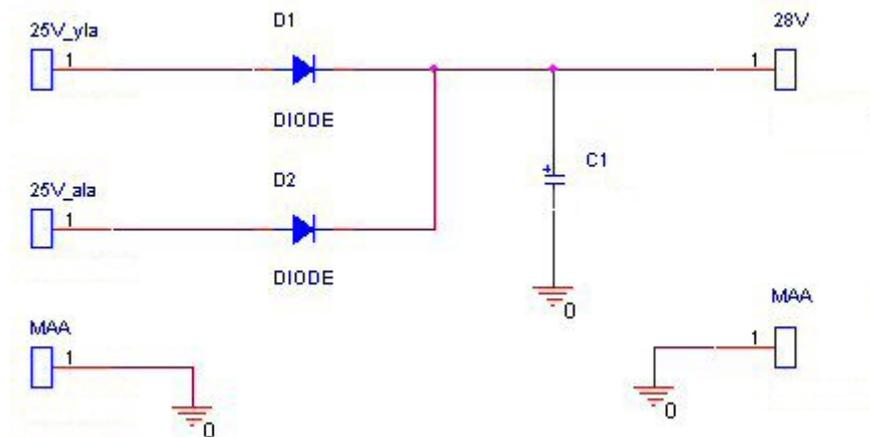 25V_yla
1
D1
DIODE
28V
1
25V_ala
1
D2
DIODE
C1
+
0
MAA
1
0
MAA
1
0